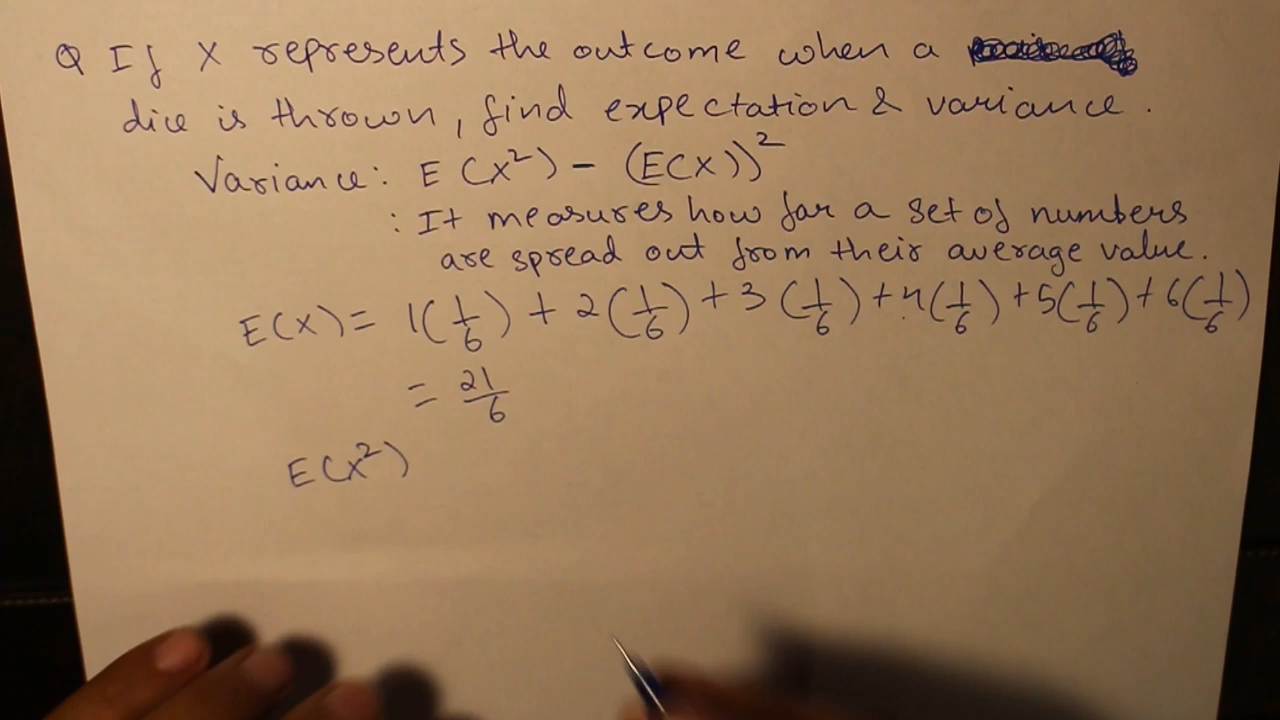 Q If X represents the outcome when a
dice is thrown, find expectation & variance.
Variance: E(X²) - (E(X))²
: It measures how far a set of numbers
are spread out from their average value.
E(X) = 1(1/6) + 2(1/6) + 3(1/6) + 4(1/6) + 5(1/6) + 6(1/6)
= 21/6
E(X²)